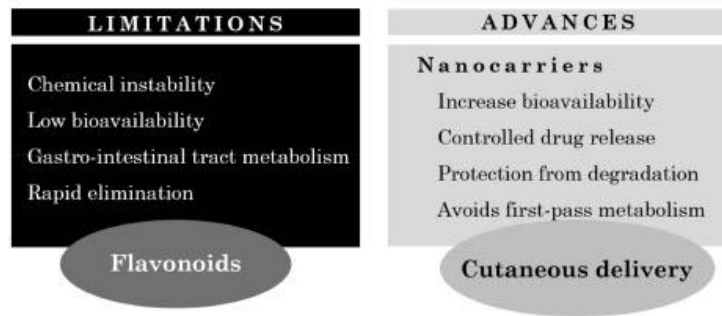 LIMITATIONS
Chemical instability
Low bioavailability
Gastro-intestinal tract metabolism
Rapid elimination
Flavonoids
ADVANCES
Nanocarriers
Increase bioavailability
Controlled drug release
Protection from degradation
Avoids first-pass metabolism
Cutaneous delivery